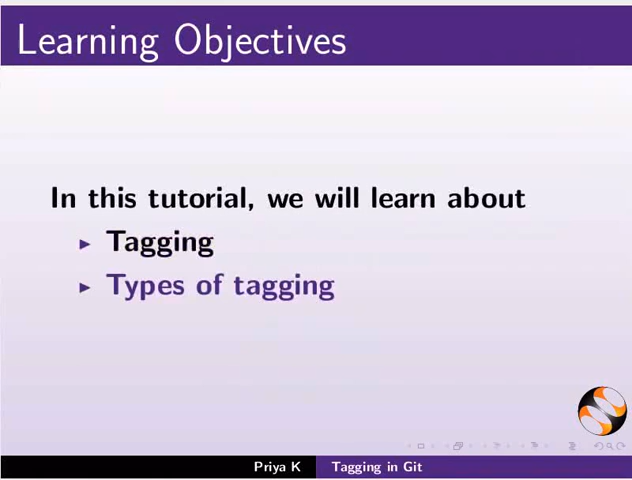 Learning Objectives
In this tutorial, we will learn about
Tagging
Types of tagging
Priya K
Tagging in Git